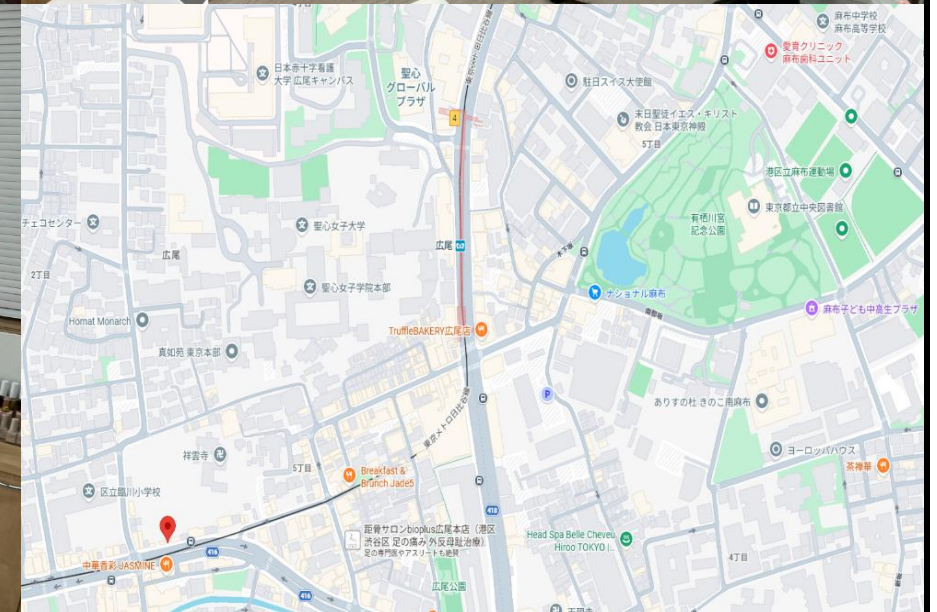 麻布中学校
麻布高等学校
愛育クリニック
麻布歯科ユニット
日本赤十字看護
大学 広尾キャンパス
聖心
グローバル
プラザ
駐日スイス大使館
4
末日聖徒イエス・キリスト
教会 日本東京神殿
5丁目
港区立麻布運動場
東京都立中央図書館
有栖川宮
記念公園
チェコセンター
聖心女子大学
広尾
広尾
木下坂
2丁目
聖心女子学院本部
ナショナル麻布
南部坂
麻布子ども中高生プラザ
Homat Monarch
TruffleBAKERY広尾店
真如苑 東京本部
P
ありすの杜 きのこ南麻布
東京メトロ日比谷線
祥雲寺
5丁目
Breakfast &
Brunch Jade5
ヨーロッパハウス
茶禅華
区立臨川小学校
418
距骨サロンbioplus広尾本店（港区
渋谷区 足の痛み 外反母趾治療）
足の専門医やアスリートも絶賛
Head Spa Belle Cheveu
Hiroo TOKYO |...
416
中華香彩 JASMINE
4丁目
広尾公園
416